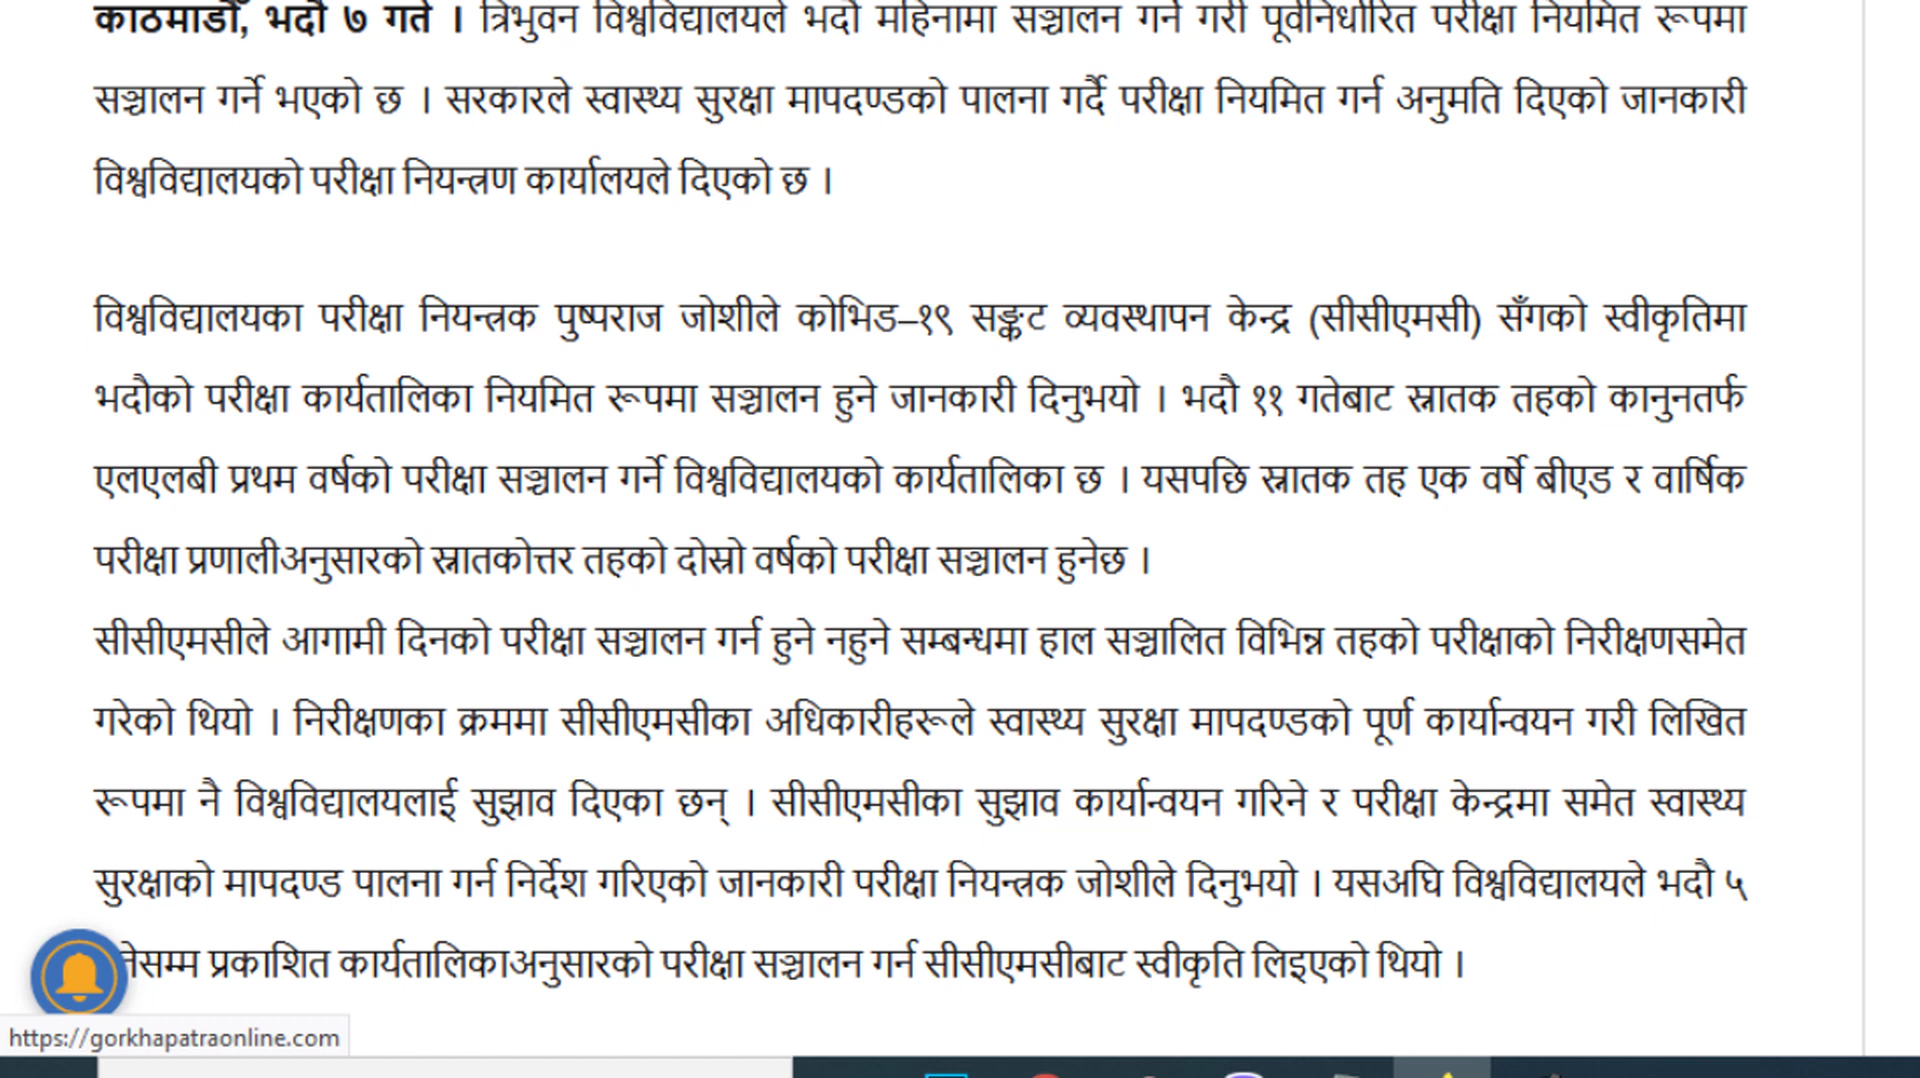 काठमाडौँ, भदौ ७ गते । त्रिभुवन विश्वविद्यालयले भदौ महिनामा सञ्चालन गर्ने गरी पूर्वनिर्धारित परीक्षा नियमित रूपमा
सञ्चालन गर्ने भएको छ । सरकारले स्वास्थ्य सुरक्षा मापदण्डको पालना गर्दै परीक्षा नियमित गर्न अनुमति दिएको जानकारी
विश्वविद्यालयको परीक्षा नियन्त्रण कार्यालयले दिएको छ ।
विश्वविद्यालयका परीक्षा नियन्त्रक पुष्पराज जोशीले कोभिड–१९ सङ्कट व्यवस्थापन केन्द्र (सीसीएमसी) सँगको स्वीकृतिमा
भदौको परीक्षा कार्यतालिका नियमित रूपमा सञ्चालन हुने जानकारी दिनुभयो । भदौ ११ गतेबाट स्नातक तहको कानुनतर्फ
एलएलबी प्रथम वर्षको परीक्षा सञ्चालन गर्ने विश्वविद्यालयको कार्यतालिका छ । यसपछि स्नातक तह एक वर्षे बीएड र वार्षिक
परीक्षा प्रणालीअनुसारको स्नातकोत्तर तहको दोस्रो वर्षको परीक्षा सञ्चालन हुनेछ ।
सीसीएमसीले आगामी दिनको परीक्षा सञ्चालन गर्न हुने नहुने सम्बन्धमा हाल सञ्चालित विभिन्न तहको परीक्षाको निरीक्षणसमेत
गरेको थियो । निरीक्षणका क्रममा सीसीएमसीका अधिकारीहरूले स्वास्थ्य सुरक्षा मापदण्डको पूर्ण कार्यान्वयन गरी लिखित
रूपमा नै विश्वविद्यालयलाई सुझाव दिएका छन् । सीसीएमसीका सुझाव कार्यान्वयन गरिने र परीक्षा केन्द्रमा समेत स्वास्थ्य
सुरक्षाको मापदण्ड पालना गर्न निर्देश गरिएको जानकारी परीक्षा नियन्त्रक जोशीले दिनुभयो । यसअघि विश्वविद्यालयले भदौ ५
तेसम्म प्रकाशित कार्यतालिकाअनुसारको परीक्षा सञ्चालन गर्न सीसीएमसीबाट स्वीकृति लिइएको थियो ।
https://gorkhapatraonline.com